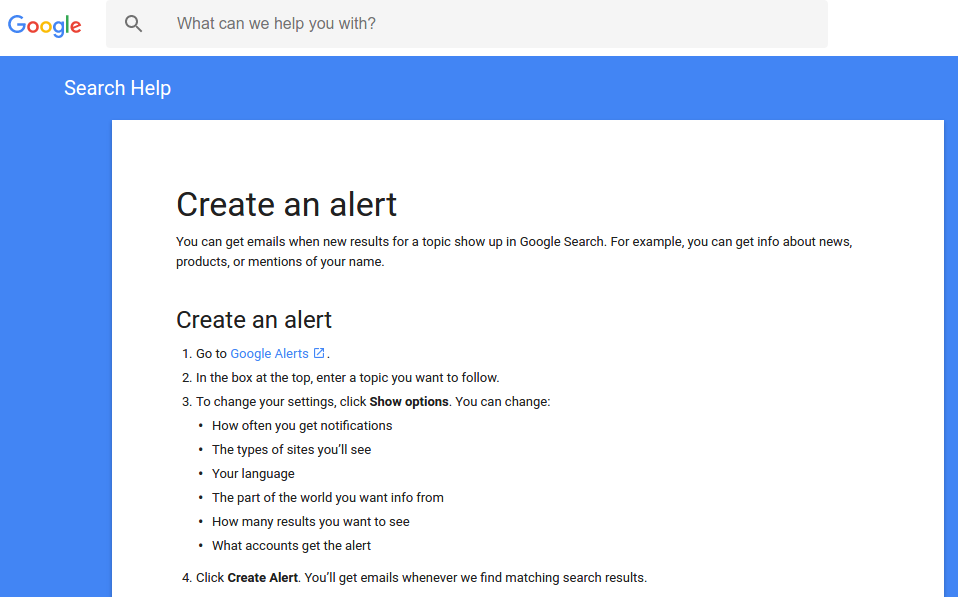 Google
What can we help you with?
Search Help
Create an alert
You can get emails when new results for a topic show up in Google Search. For example, you can get info about news,
products, or mentions of your name.
Create an alert
1. Go to Google Alerts.
2. In the box at the top, enter a topic you want to follow.
3. To change your settings, click Show options. You can change:
• How often you get notifications
• The types of sites you’ll see
• Your language
• The part of the world you want info from
• How many results you want to see
• What accounts get the alert
4. Click Create Alert. You’ll get emails whenever we find matching search results.